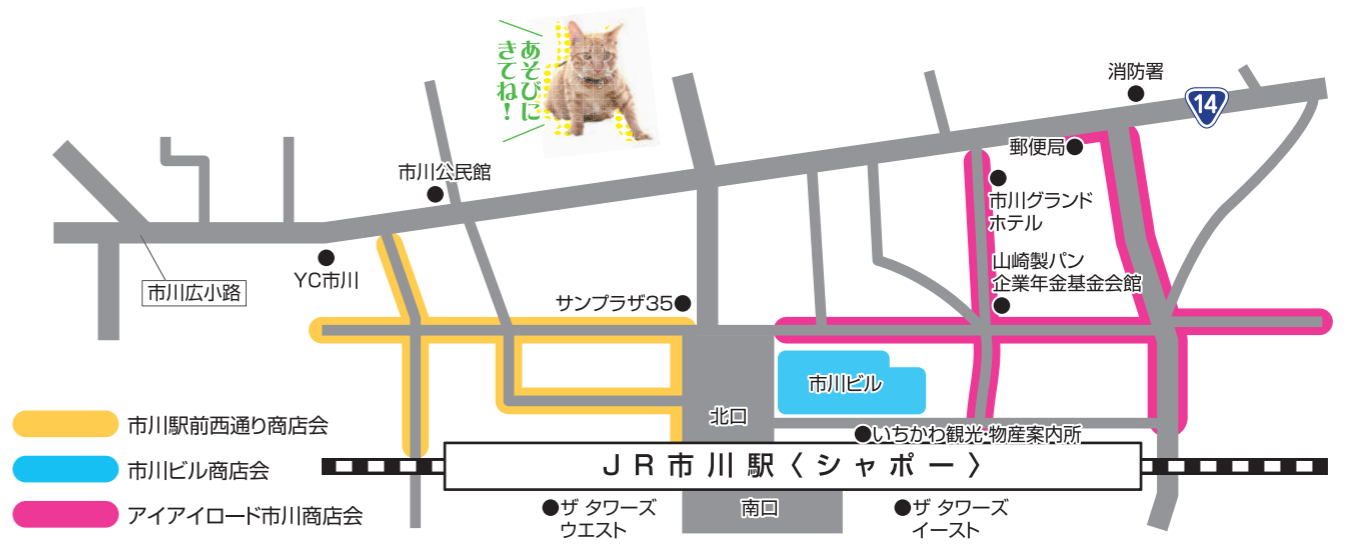 あそびに
きてね！
消防署
14
郵便局
市川公民館
市川グランド
ホテル
山崎製パン
企業年金基金会館
YC市川
市川広小路
サンプラザ35
市川ビル
北口
いちかわ観光・物産案内所
市川駅前西通り商店会
市川ビル商店会
アイアイロード市川商店会
JR市川駅〈シャポー〉
ザ タワーズ
ウエスト
南口
ザ タワーズ
イースト